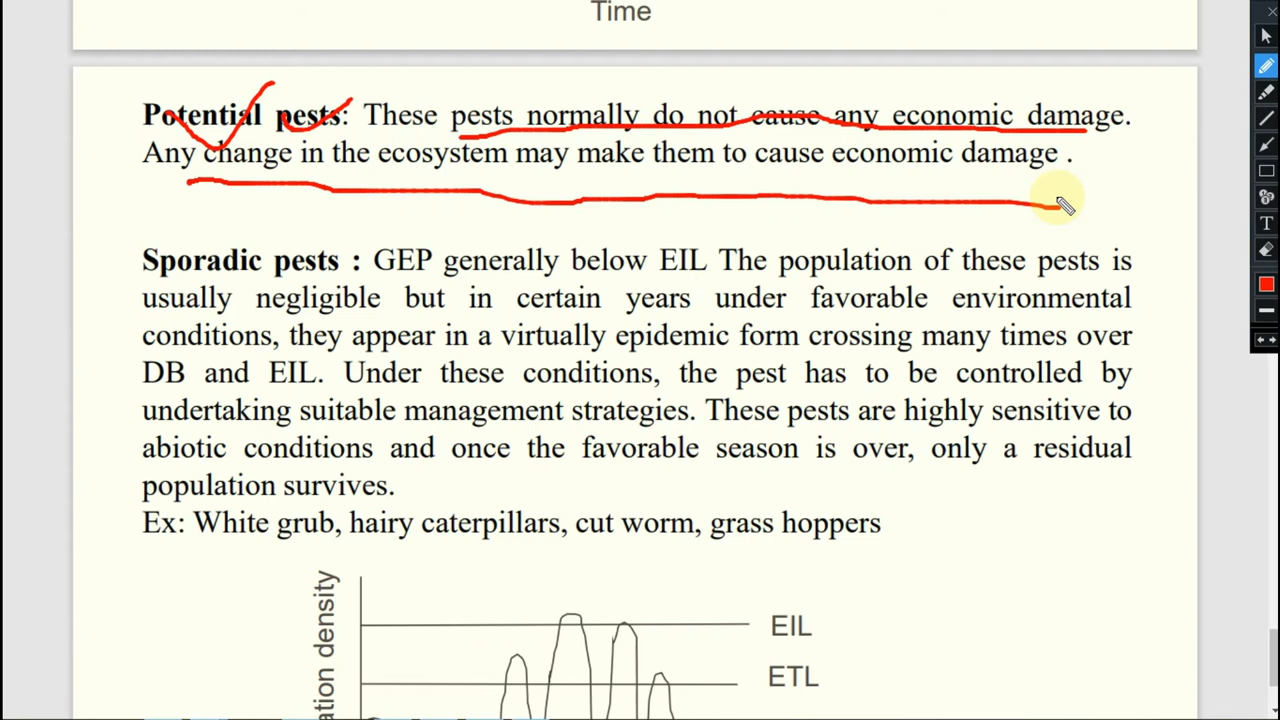 Time
Potential pests: These pests normally do not cause any economic damage.
Any change in the ecosystem may make them to cause economic damage .
Sporadic pests : GEP generally below EIL The population of these pests is
usually negligible but in certain years under favorable environmental
conditions, they appear in a virtually epidemic form crossing many times over
DB and EIL. Under these conditions, the pest has to be controlled by
undertaking suitable management strategies. These pests are highly sensitive to
abiotic conditions and once the favorable season is over, only a residual
population survives.
Ex: White grub, hairy caterpillars, cut worm, grass hoppers
EIL
ETL
density